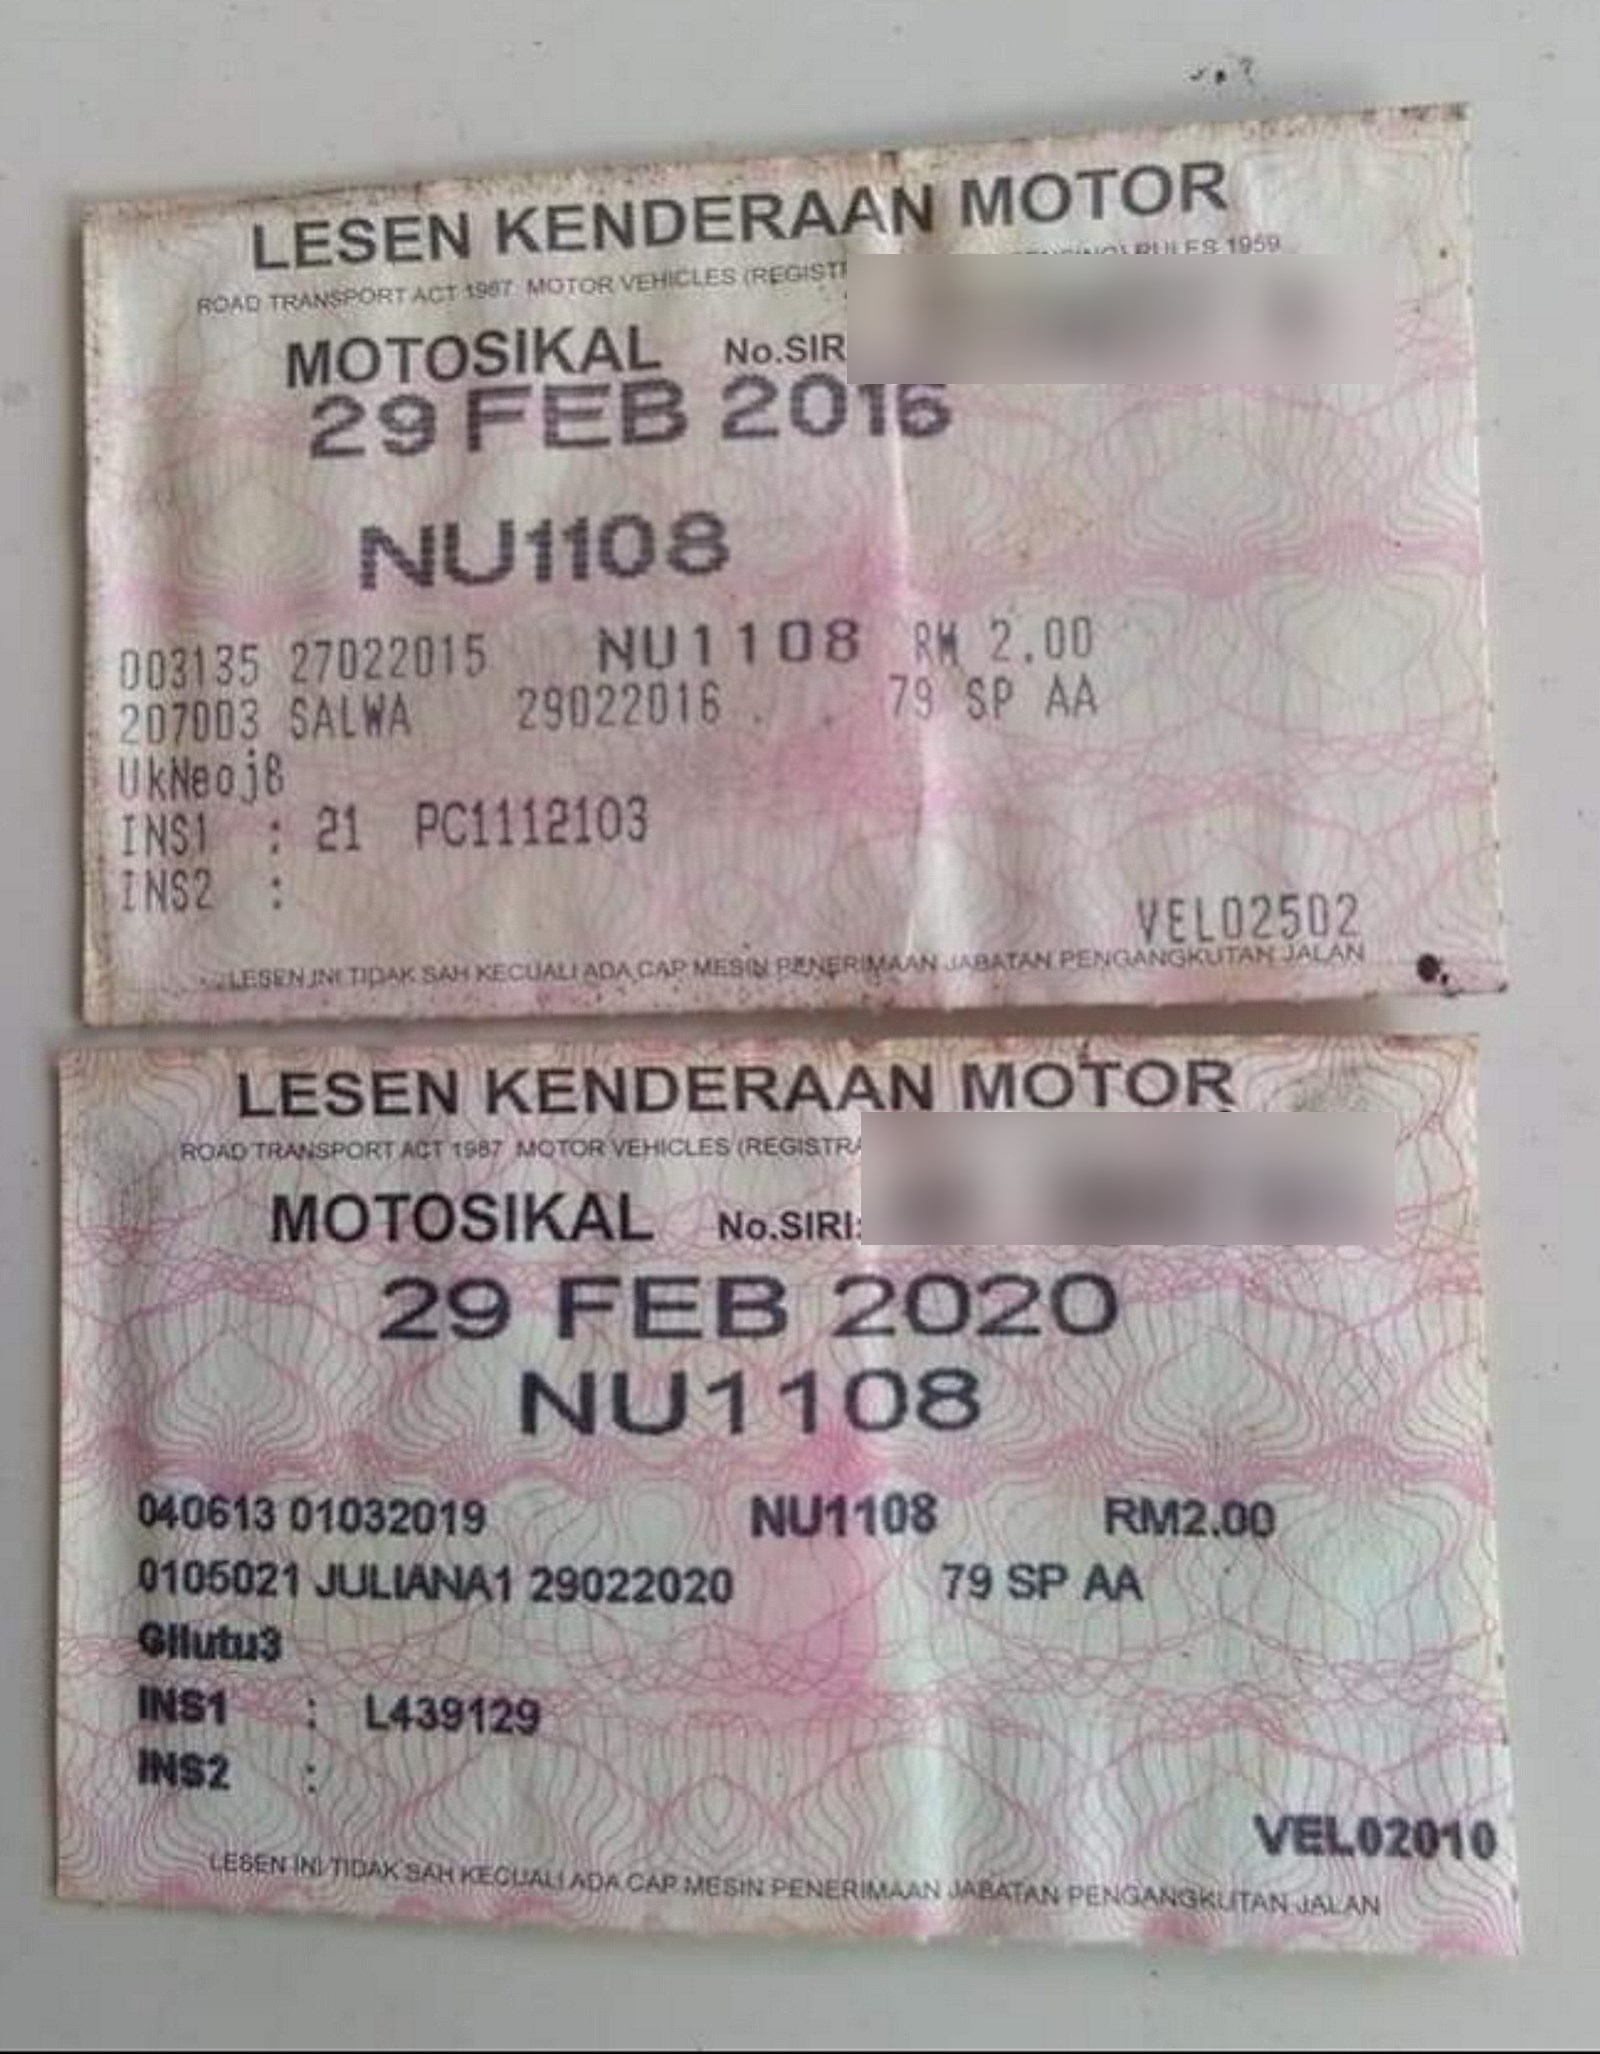 LESEN KENDERAAN MOTOR
ROAD TRANSPORT ACT 1987 MOTOR VEHICLES (REGISTR RULES 1959
MOTOSIKAL No.SIR
29 FEB 2016
NU1108
003135 27022015 NU1108 RM 2.00
207003 SALWA 29022016 79 SP AA
UkNeoj8
INS1 : 21 PC1112103
INS2 :
VEL02502
LESEN INI TIDAK SAH KECUALI ADA CAP MESIN PENERIMAAN JABATAN PENGANGKUTAN JALAN
LESEN KENDERAAN MOTOR
ROAD TRANSPORT ACT 1987 MOTOR VEHICLES (REGISTRA
MOTOSIKAL No.SIRI:
29 FEB 2020
NU1108
040613 01032019 NU1108 RM2.00
0105021 JULIANA1 29022020 79 SP AA
INS1 : L439129
INS2 :
VEL02010
LESEN INI TIDAK SAH KECUALI ADA CAP MESIN PENERIMAAN JABATAN PENGANGKUTAN JALAN